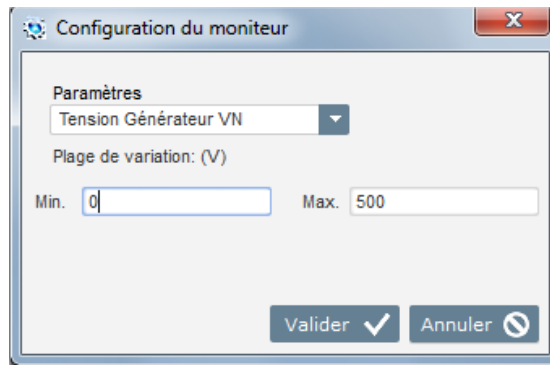 Configuration du moniteur
Paramètres
Tension Générateur VN
Plage de variation: (V)
Min. 0 Max. 500
Valider Annuler